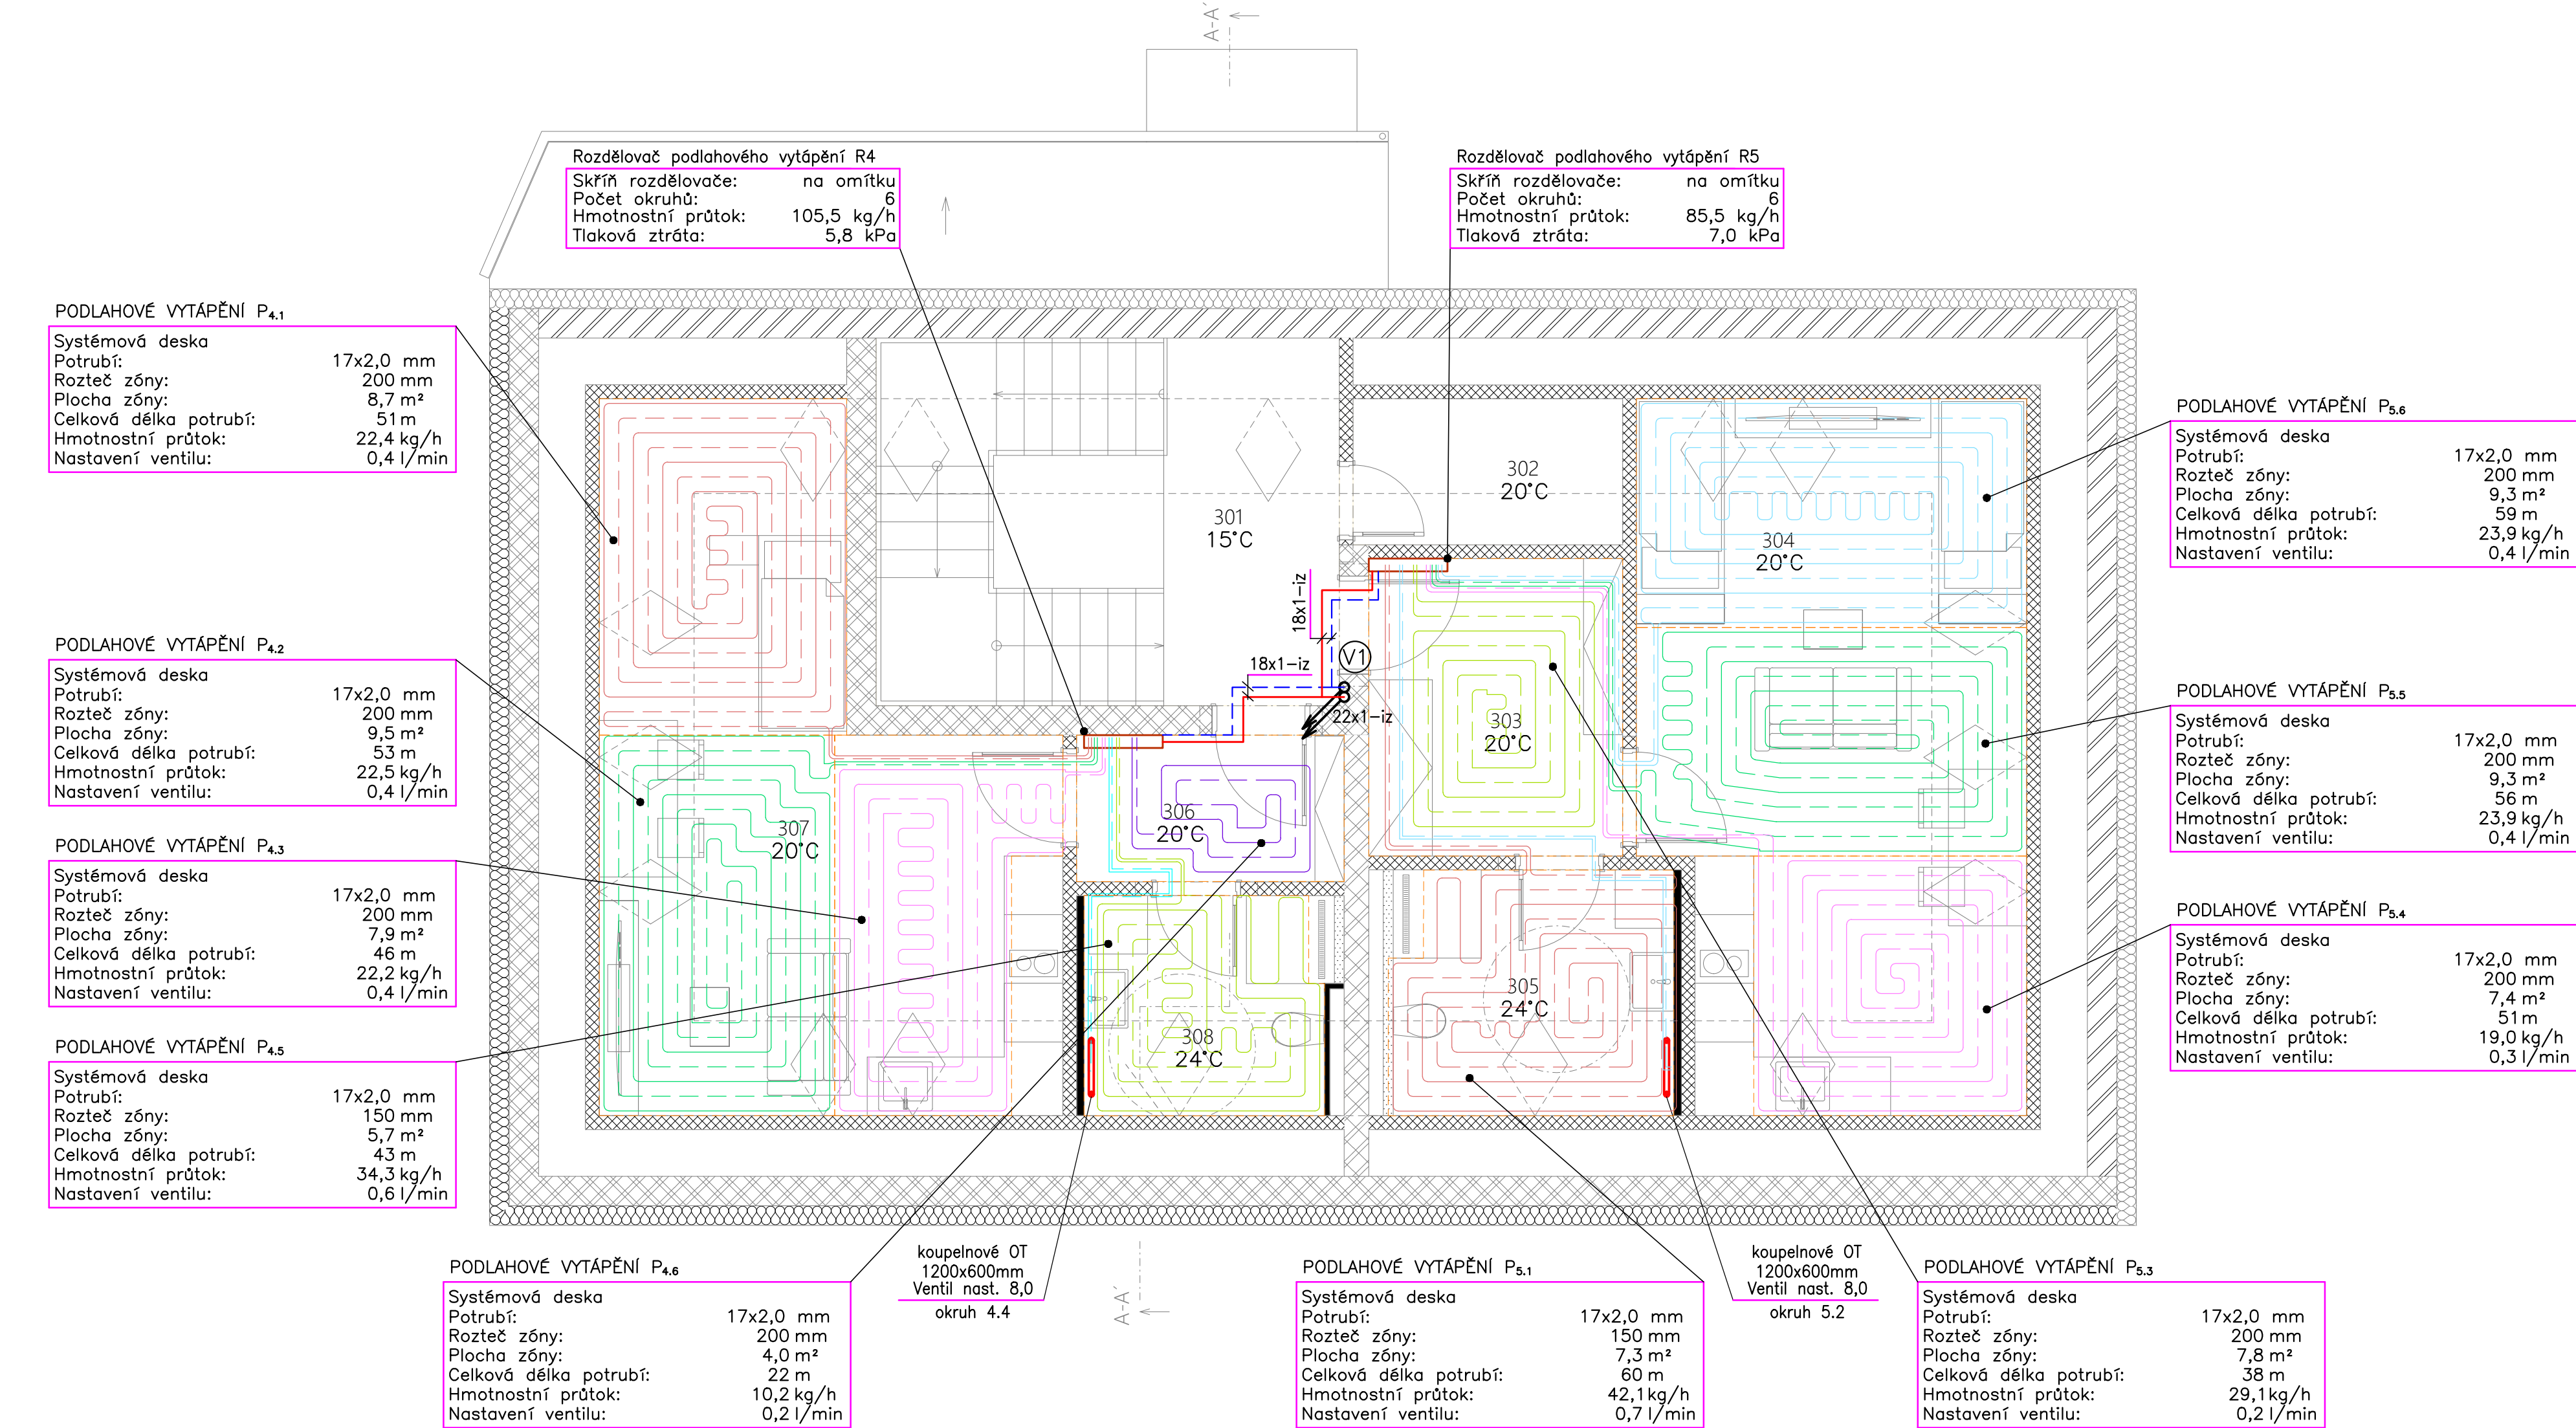 A-A´
Rozdělovač podlahového vytápění R4
Skříň rozdělovače: na omítku
Počet okruhů: 6
Hmotnostní průtok: 105,5 kg/h
Tlaková ztráta: 5,8 kPa
Rozdělovač podlahového vytápění R5
Skříň rozdělovače: na omítku
Počet okruhů: 6
Hmotnostní průtok: 85,5 kg/h
Tlaková ztráta: 7,0 kPa
PODLAHOVÉ VYTÁPĚNÍ P4.1
Systémová deska
Potrubí: 17x2,0 mm
Rozteč zóny: 200 mm
Plocha zóny: 8,7 m²
Celková délka potrubí: 51 m
Hmotnostní průtok: 22,4 kg/h
Nastavení ventilu: 0,4 l/min
PODLAHOVÉ VYTÁPĚNÍ P4.2
Systémová deska
Potrubí: 17x2,0 mm
Rozteč zóny: 200 mm
Plocha zóny: 9,5 m²
Celková délka potrubí: 53 m
Hmotnostní průtok: 22,5 kg/h
Nastavení ventilu: 0,4 l/min
PODLAHOVÉ VYTÁPĚNÍ P4.3
Systémová deska
Potrubí: 17x2,0 mm
Rozteč zóny: 200 mm
Plocha zóny: 7,9 m²
Celková délka potrubí: 46 m
Hmotnostní průtok: 22,2 kg/h
Nastavení ventilu: 0,4 l/min
PODLAHOVÉ VYTÁPĚNÍ P4.5
Systémová deska
Potrubí: 17x2,0 mm
Rozteč zóny: 150 mm
Plocha zóny: 5,7 m²
Celková délka potrubí: 43 m
Hmotnostní průtok: 34,3 kg/h
Nastavení ventilu: 0,6 l/min
301
15°C
302
20°C
304
20°C
18x1-iz
V1
18x1-iz
22x1-iz
303
20°C
306
20°C
307
20°C
305
24°C
308
24°C
PODLAHOVÉ VYTÁPĚNÍ P5.6
Systémová deska
Potrubí: 17x2,0 mm
Rozteč zóny: 200 mm
Plocha zóny: 9,3 m²
Celková délka potrubí: 59 m
Hmotnostní průtok: 23,9 kg/h
Nastavení ventilu: 0,4 l/min
PODLAHOVÉ VYTÁPĚNÍ P5.5
Systémová deska
Potrubí: 17x2,0 mm
Rozteč zóny: 200 mm
Plocha zóny: 9,3 m²
Celková délka potrubí: 56 m
Hmotnostní průtok: 23,9 kg/h
Nastavení ventilu: 0,4 l/min
PODLAHOVÉ VYTÁPĚNÍ P5.4
Systémová deska
Potrubí: 17x2,0 mm
Rozteč zóny: 200 mm
Plocha zóny: 7,4 m²
Celková délka potrubí: 51 m
Hmotnostní průtok: 19,0 kg/h
Nastavení ventilu: 0,3 l/min
PODLAHOVÉ VYTÁPĚNÍ P4.6
Systémová deska
Potrubí: 17x2,0 mm
Rozteč zóny: 200 mm
Plocha zóny: 4,0 m²
Celková délka potrubí: 22 m
Hmotnostní průtok: 10,2 kg/h
Nastavení ventilu: 0,2 l/min
koupelnové OT
1200x600mm
Ventil nast. 8,0
okruh 4.4
A-A´
PODLAHOVÉ VYTÁPĚNÍ P5.1
Systémová deska
Potrubí: 17x2,0 mm
Rozteč zóny: 150 mm
Plocha zóny: 7,3 m²
Celková délka potrubí: 60 m
Hmotnostní průtok: 42,1 kg/h
Nastavení ventilu: 0,7 l/min
koupelnové OT
1200x600mm
Ventil nast. 8,0
okruh 5.2
PODLAHOVÉ VYTÁPĚNÍ P5.3
Systémová deska
Potrubí: 17x2,0 mm
Rozteč zóny: 200 mm
Plocha zóny: 7,8 m²
Celková délka potrubí: 38 m
Hmotnostní průtok: 29,1 kg/h
Nastavení ventilu: 0,2 l/min